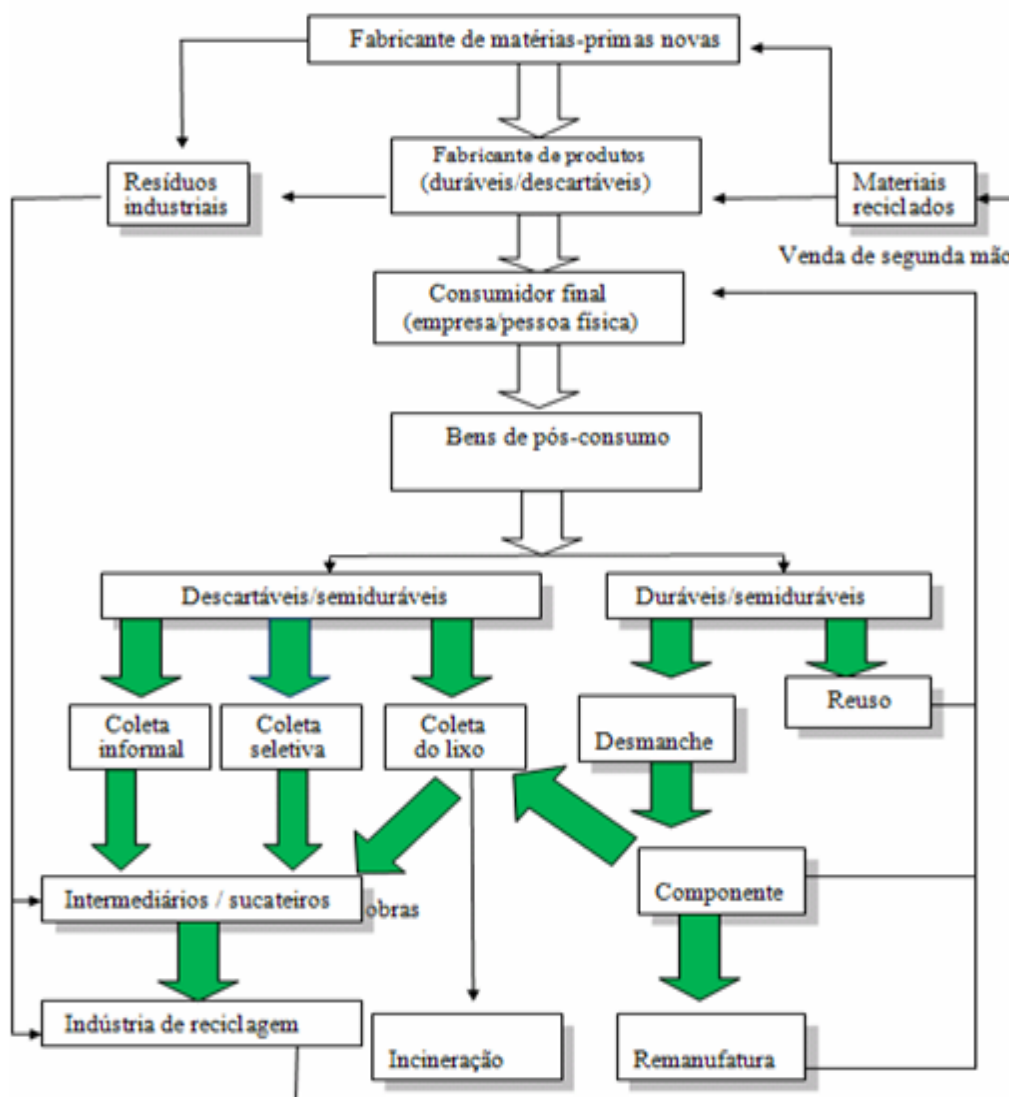 Fabricante de matérias-primas novas
Fabricante de produtos
(duráveis/descartáveis)
Resíduos
industriais
Materiais
reciclados
Venda de segunda mão
Consumidor final
(empresa/pessoa física)
Bens de pós-consumo
Descartáveis/semiduráveis
Duráveis/semiduráveis
Coleta
informal
Coleta
seletiva
Coleta
do lixo
Desmanche
Reuso
Intermediários / sucateiros
obras
Componente
Indústria de reciclagem
Incineração
Remanufatura